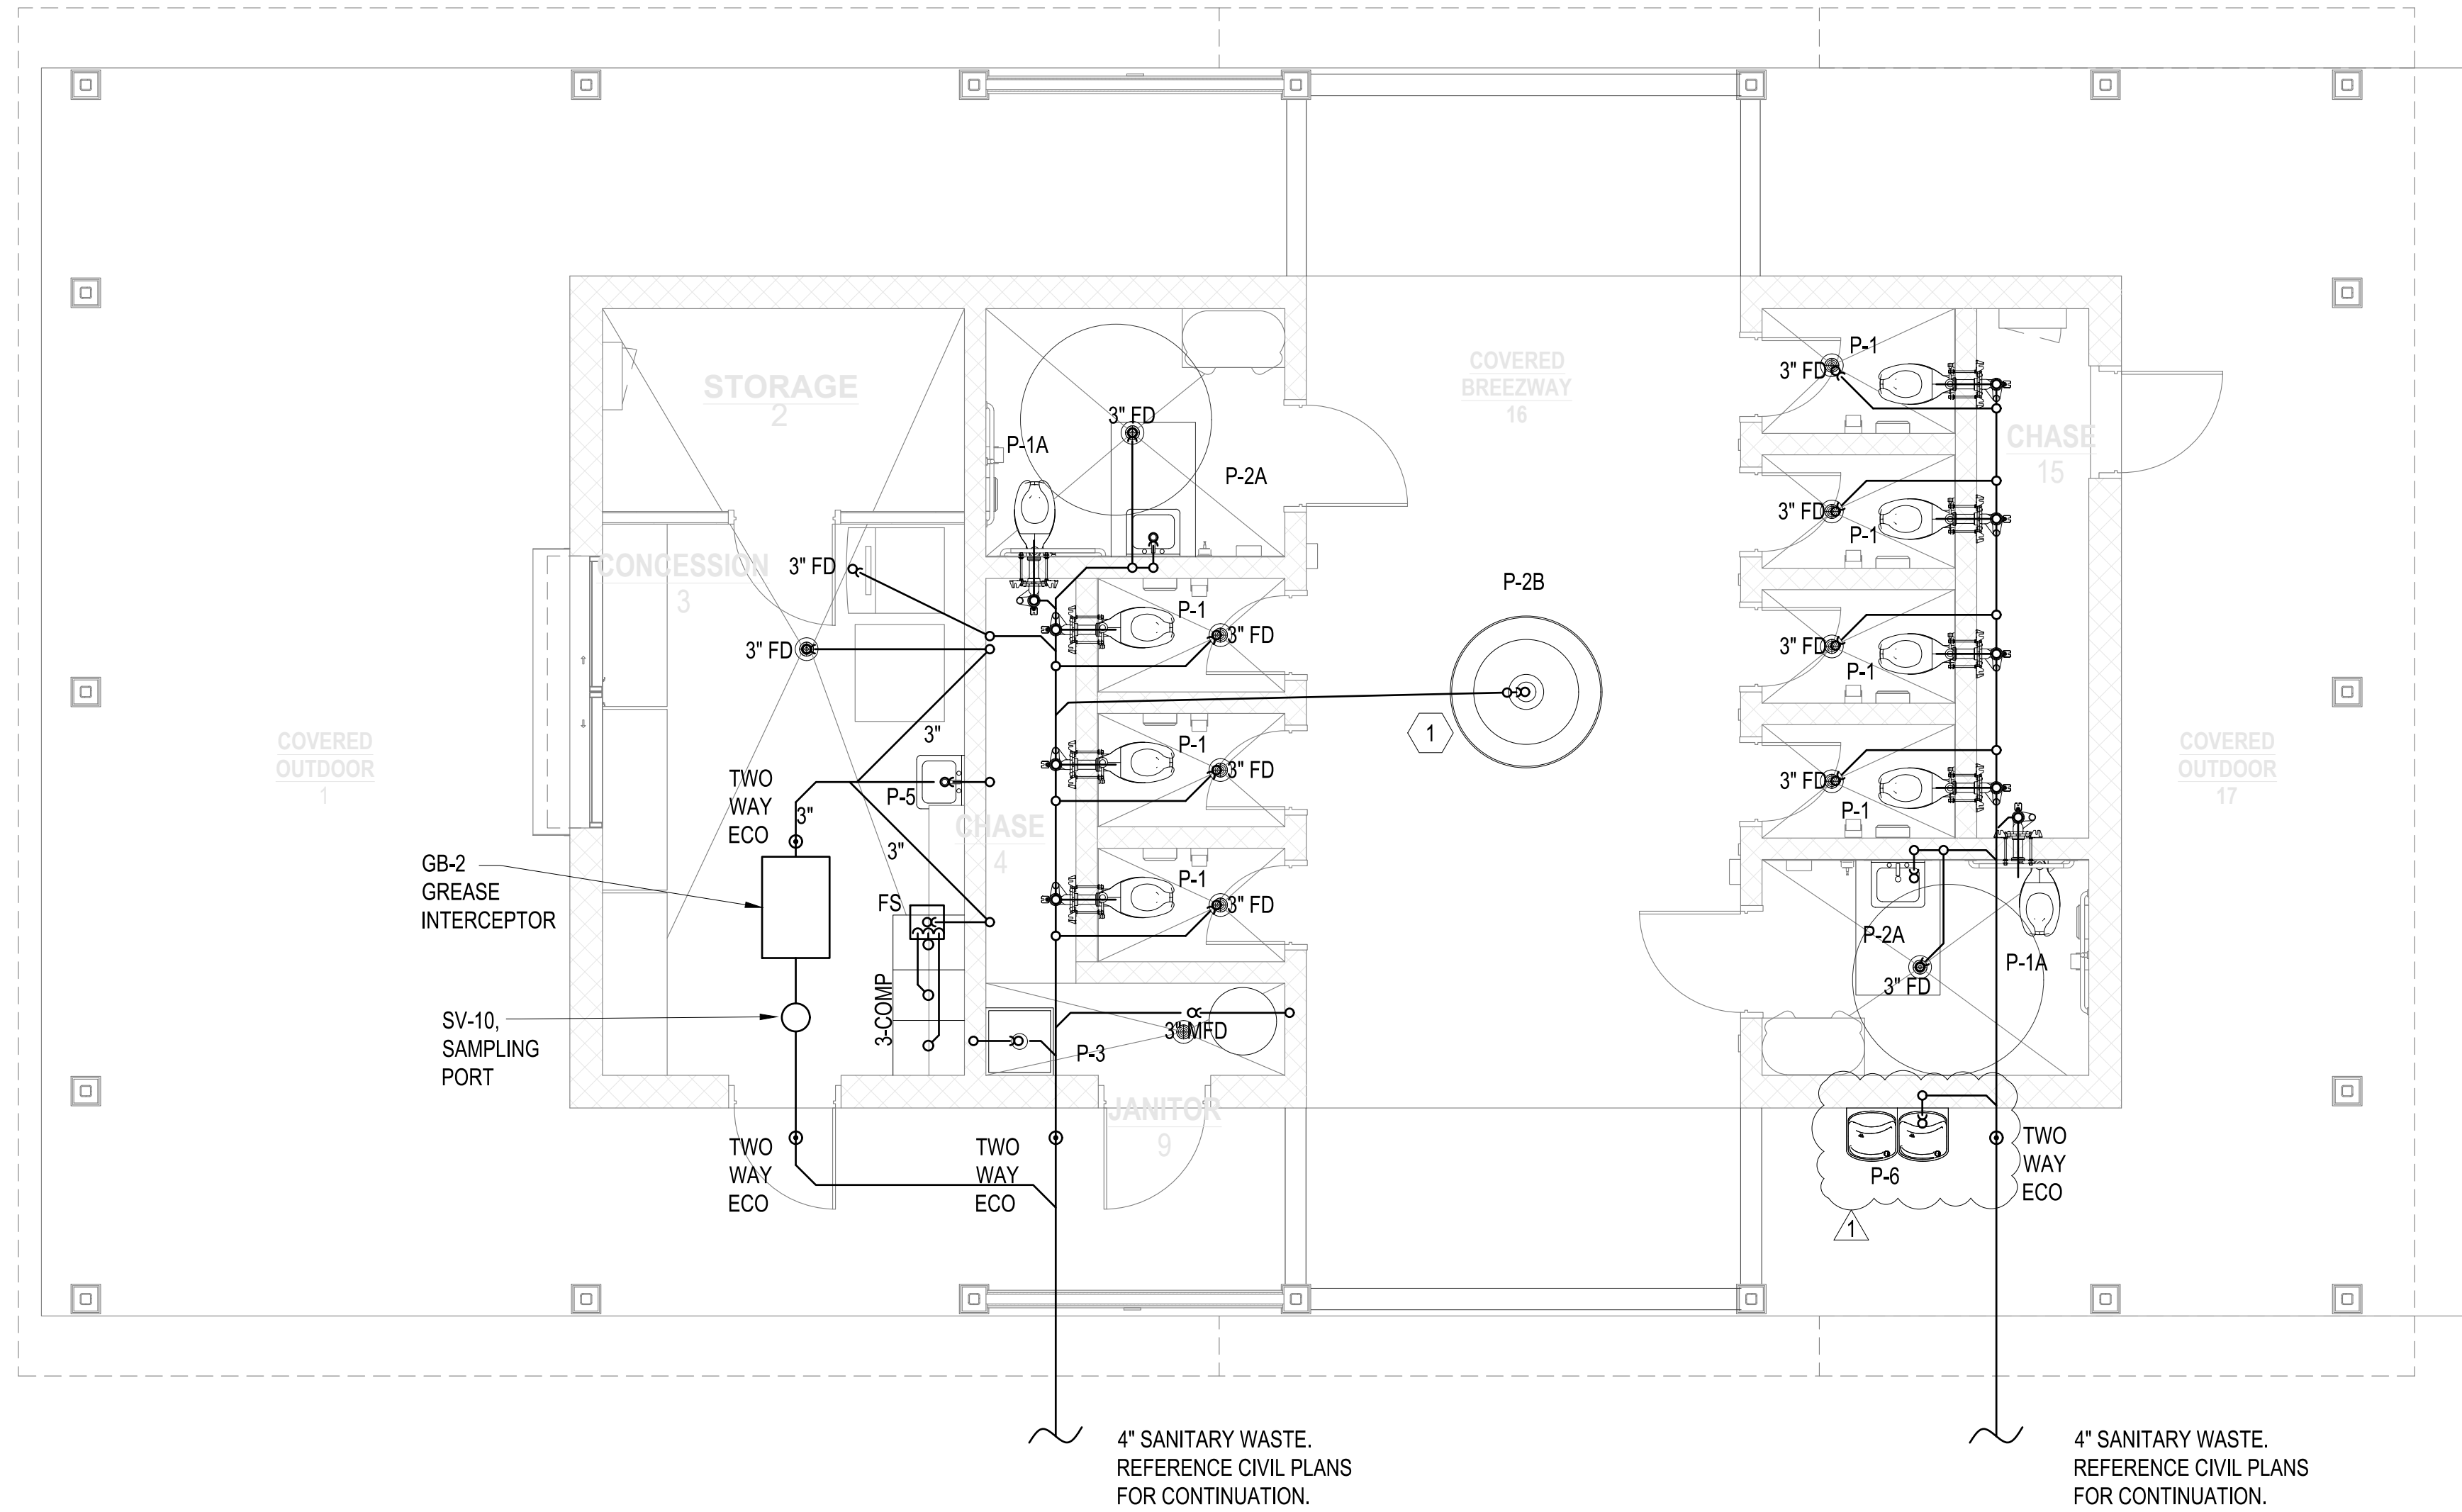 STORAGE
2
COVERED
BREEZWAY
16
P-1
3" FD
CHASE
15
3" FD
P-1A
P-2A
3" FD
P-1
CONCESSION
3
3" FD
P-2B
P-1
3" FD
3" FD
3" FD
P-1
COVERED
OUTDOOR
1
3"
1
P-1
3" FD
COVERED
OUTDOOR
17
TWO
WAY
ECO
3"
P-5
3" FD
P-1
CHASE
4
3"
GB-2
GREASE
INTERCEPTOR
FS
P-1
3" FD
P-2A
P-1A
3" FD
3-COMP
SV-10,
SAMPLING
PORT
3" MFD
P-3
JANITOR
9
TWO
WAY
ECO
TWO
WAY
ECO
P-6
TWO
WAY
ECO
1
4" SANITARY WASTE.
REFERENCE CIVIL PLANS
FOR CONTINUATION.
4" SANITARY WASTE.
REFERENCE CIVIL PLANS
FOR CONTINUATION.